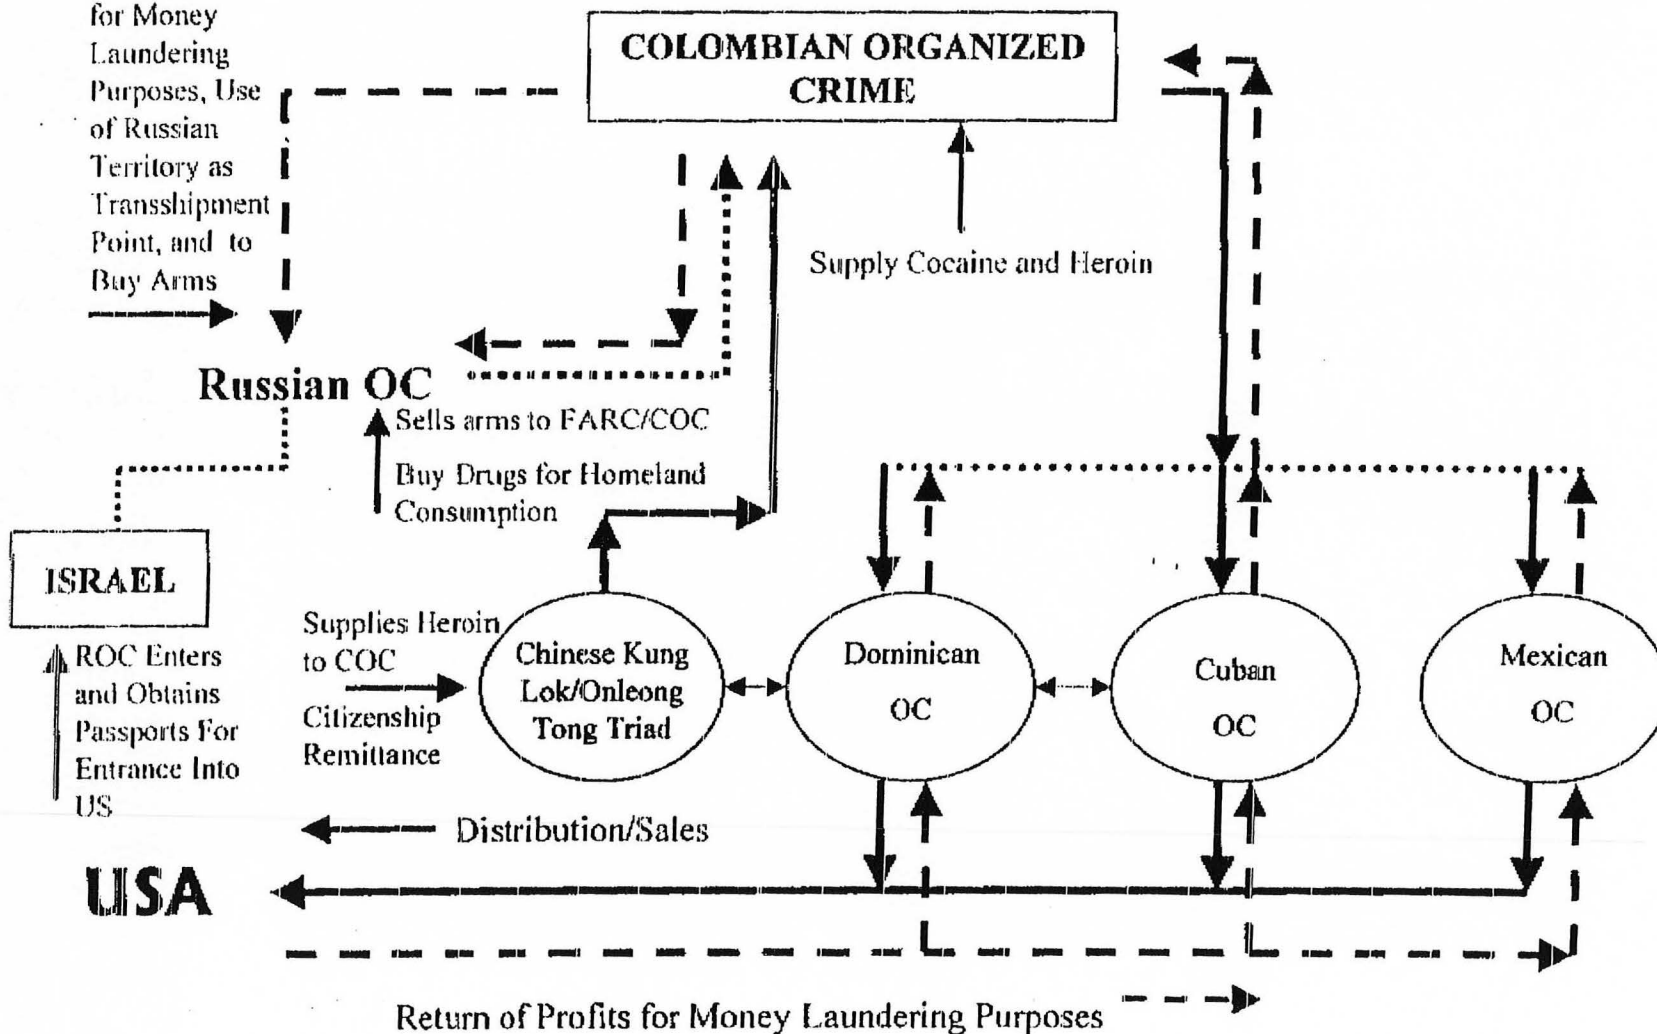 for Money
Laundering
Purposes, Use
of Russian
Territory as
Transshipment
Point, and to
Buy Arms
COLOMBIAN ORGANIZED
CRIME
Supply Cocaine and Heroin
Russian OC
Sells arms to FARC/COC
Buy Drugs for Homeland
Consumption
ISRAEL
ROC Enters
and Obtains
Passports For
Entrance Into
US
Supplies Heroin
to COC
Citizenship
Remittance
Chinese Kung
Lok/Onleong
Tong Triad
Dominican
OC
Cuban
OC
Mexican
OC
Distribution/Sales
USA
Return of Profits for Money Laundering Purposes